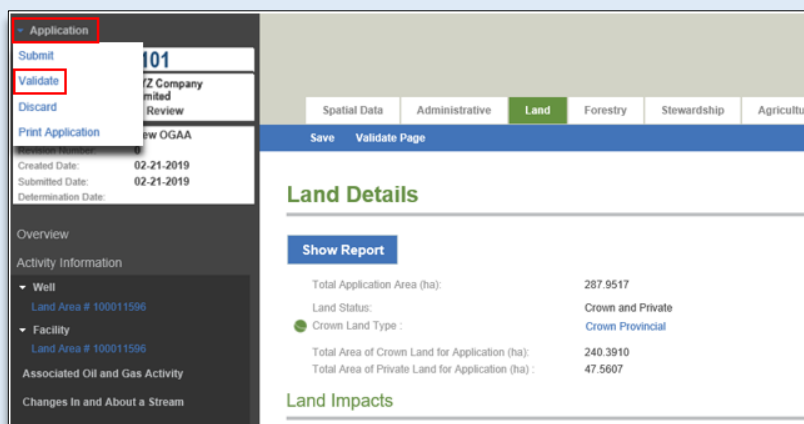 Application
Submit
Validate
Discard
Print Application
101
YZ Company
mited
Review
ew OGAA
Revision Number: 0
Created Date: 02-21-2019
Submitted Date: 02-21-2019
Determination Date:
Overview
Activity Information
Well
Land Area # 100011596
Facility
Land Area # 100011596
Associated Oil and Gas Activity
Changes In and About a Stream
Spatial Data Administrative Land Forestry Stewardship Agricultu
Save Validate Page
Land Details
Show Report
Total Application Area (ha): 287.9517
Land Status: Crown and Private
Crown Land Type : Crown Provincial
Total Area of Crown Land for Application (ha): 240.3910
Total Area of Private Land for Application (ha) : 47.5607
Land Impacts